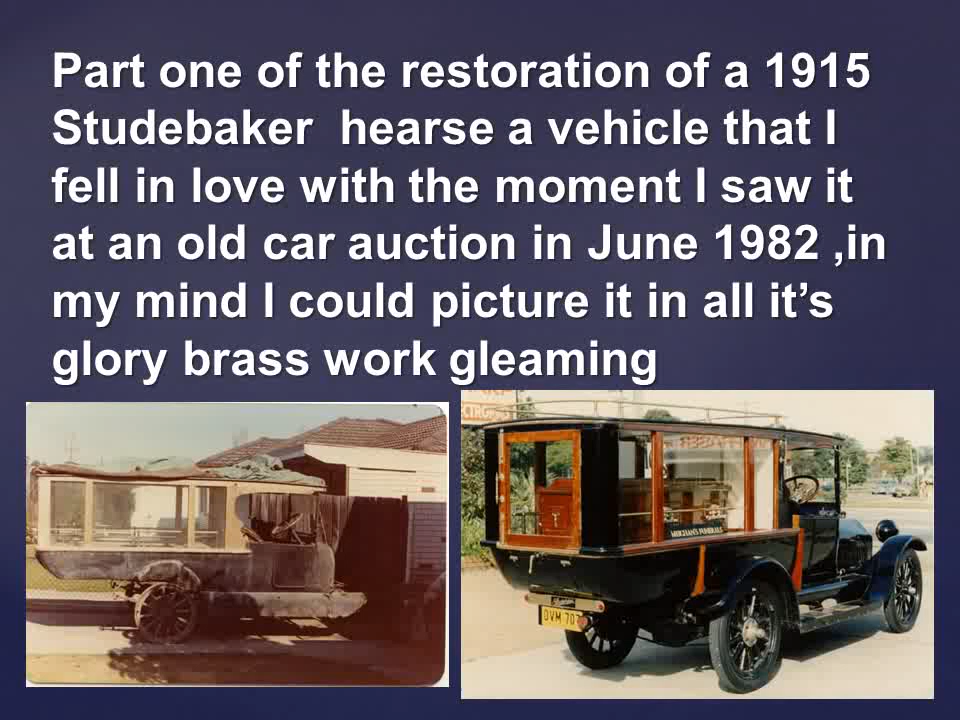 Part one of the restoration of a 1915
Studebaker  hearse a vehicle that I
fell in love with the moment I saw it
at an old car auction in June 1982 ,in
my mind I could picture it in all it’s
glory brass work gleaming